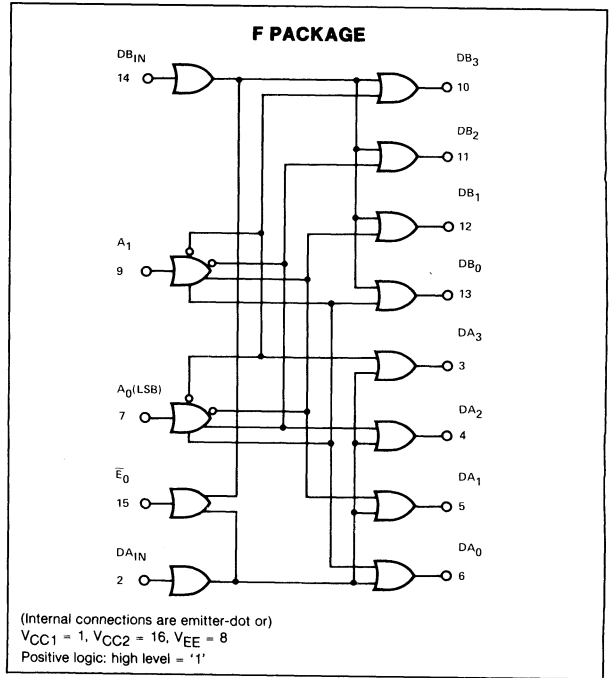 F PACKAGE
DB_IN
14
DB_3
10
DB_2
11
DB_1
12
A_1
9
DB_0
13
DA_3
3
A_0(LSB)
7
DA_2
4
E̅_0
15
DA_1
5
DA_IN
2
DA_0
6
(Internal connections are emitter-dot or)
V_CC1 = 1, V_CC2 = 16, V_EE = 8
Positive logic: high level = '1'